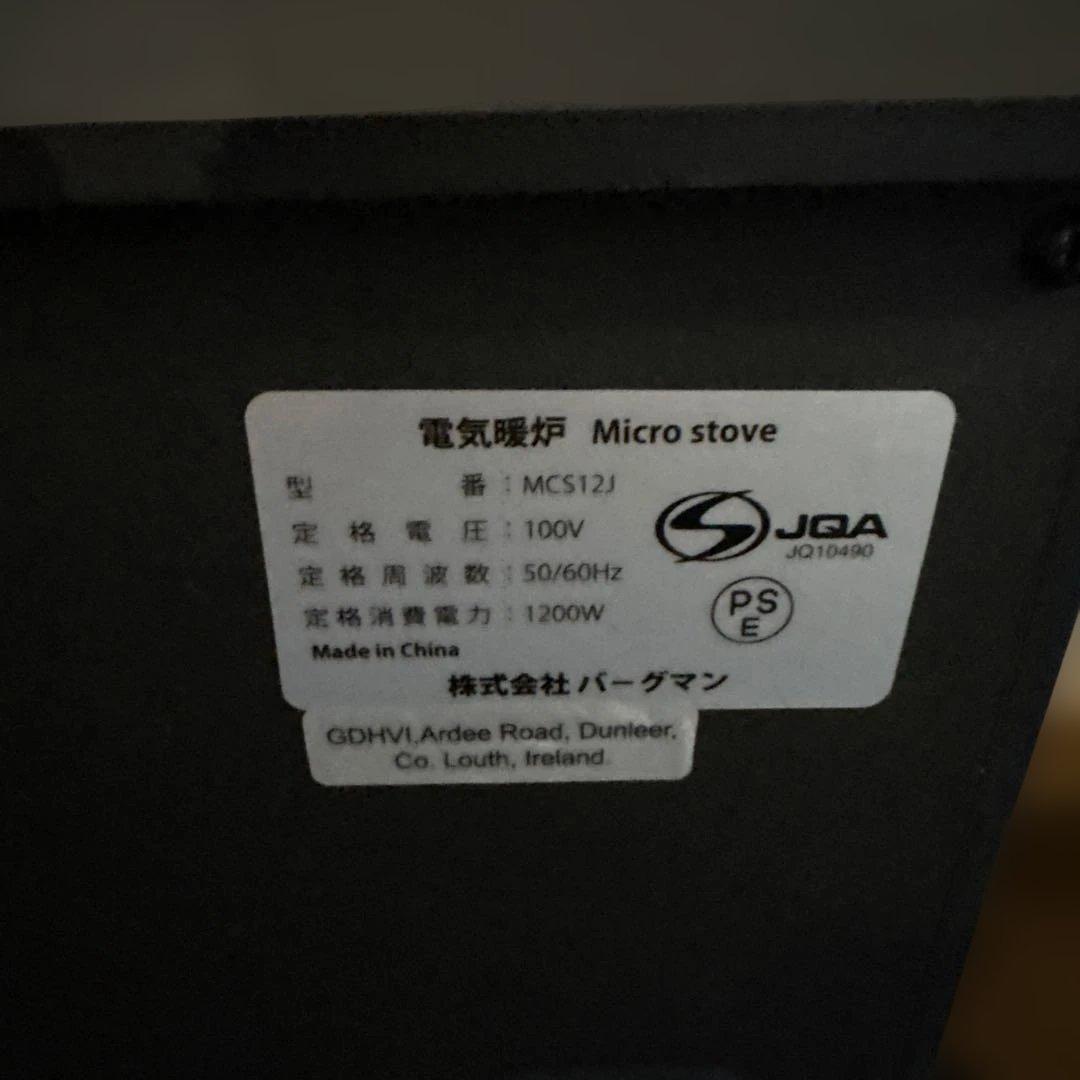 電気暖炉 Micro stove
型番：MCS12J
定格電圧：100V
定格周波数：50/60Hz
定格消費電力：1200W
Made in China
JQA
JQ10490
PS
E
株式会社 バーグマン
GDHVI,Ardee Road, Dunleer,
Co. Louth, Ireland.